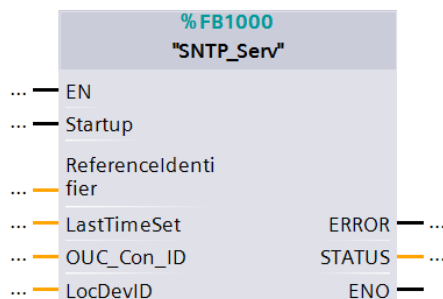 %FB1000
"SNTP_Serv"
... EN
... Startup
ReferenceIdenti
... fier
... LastTimeSet ERROR ...
... OUC_Con_ID STATUS ...
... LocDevID ENO